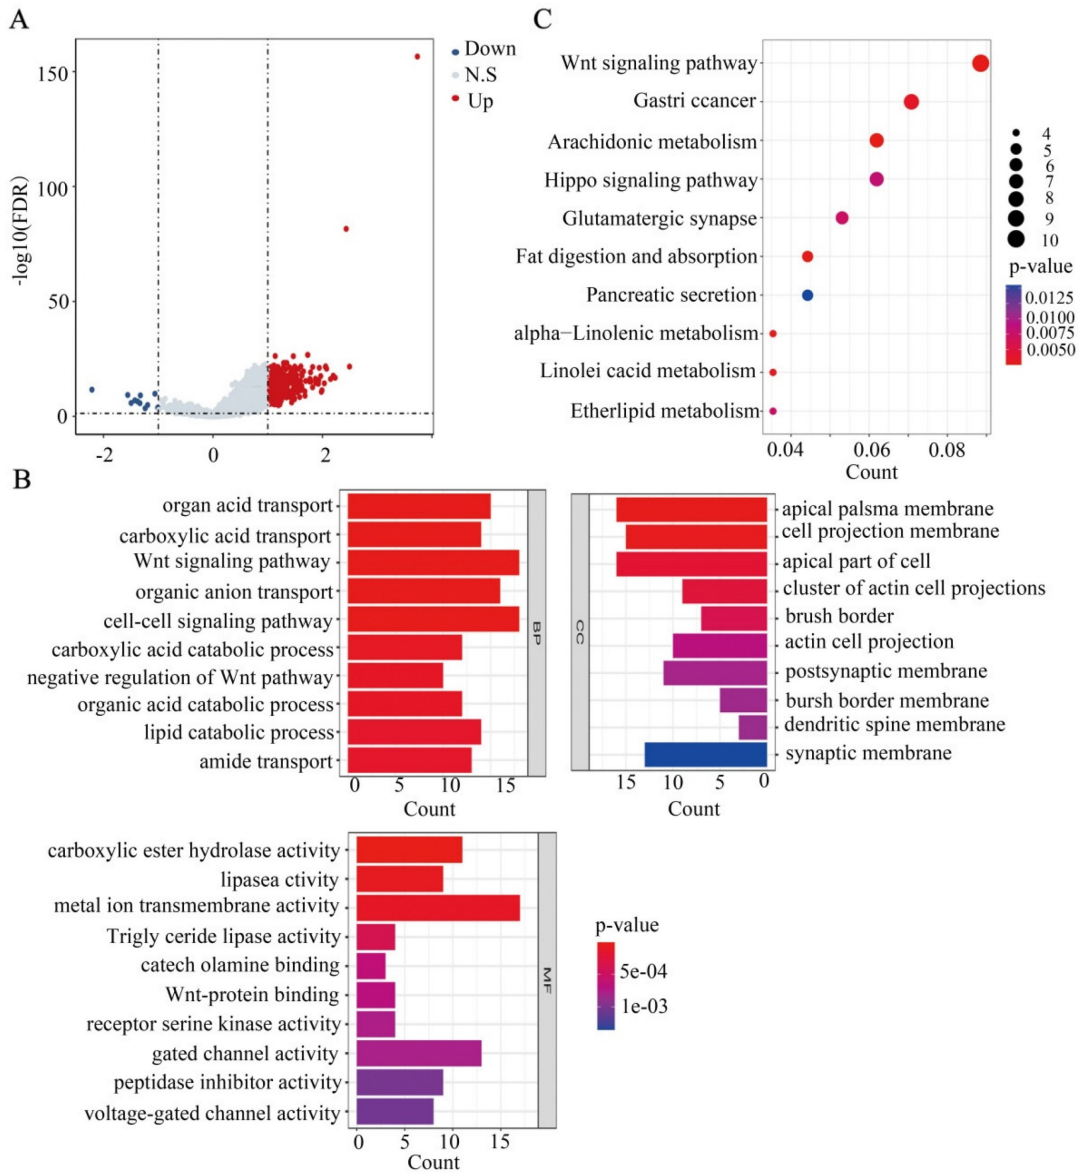 A
-log10(FDR)
150
100
50
0
-2
0
2
Down
N.S
Up
C
Wnt signaling pathway
Gastri ccancer
Arachidonic metabolism
Hippo signaling pathway
Glutamatergic synapse
Fat digestion and absorption
Pancreatic secretion
alpha−Linolenic metabolism
Linolei cacid metabolism
Etherlipid metabolism
0.04
0.06
0.08
Count
4
5
6
7
8
9
10
p-value
0.0125
0.0100
0.0075
0.0050
B
organ acid transport
carboxylic acid transport
Wnt signaling pathway
organic anion transport
cell-cell signaling pathway
carboxylic acid catabolic process
negative regulation of Wnt pathway
organic acid catabolic process
lipid catabolic process
amide transport
0 5 10 15
Count
BP
CC
apical palsma membrane
cell projection membrane
apical part of cell
cluster of actin cell projections
brush border
actin cell projection
postsynaptic membrane
bursh border membrane
dendritic spine membrane
synaptic membrane
15 10 5 0
Count
carboxylic ester hydrolase activity
lipasea ctivity
metal ion transmembrane activity
Trigly ceride lipase activity
catech olamine binding
Wnt-protein binding
receptor serine kinase activity
gated channel activity
peptidase inhibitor activity
voltage-gated channel activity
0 5 10 15
Count
MF
p-value
5e-04
1e-03